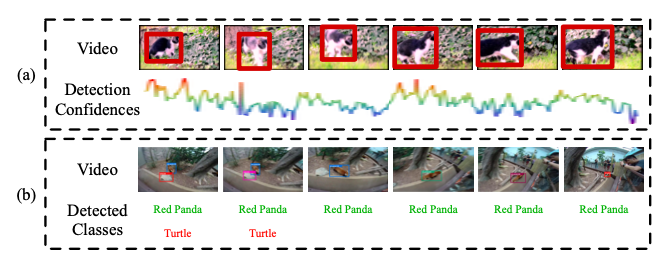 (a)
Video
Detection
Confidences
(b)
Video
Detected
Classes
Red Panda Red Panda Red Panda Red Panda Red Panda Red Panda
Turtle Turtle